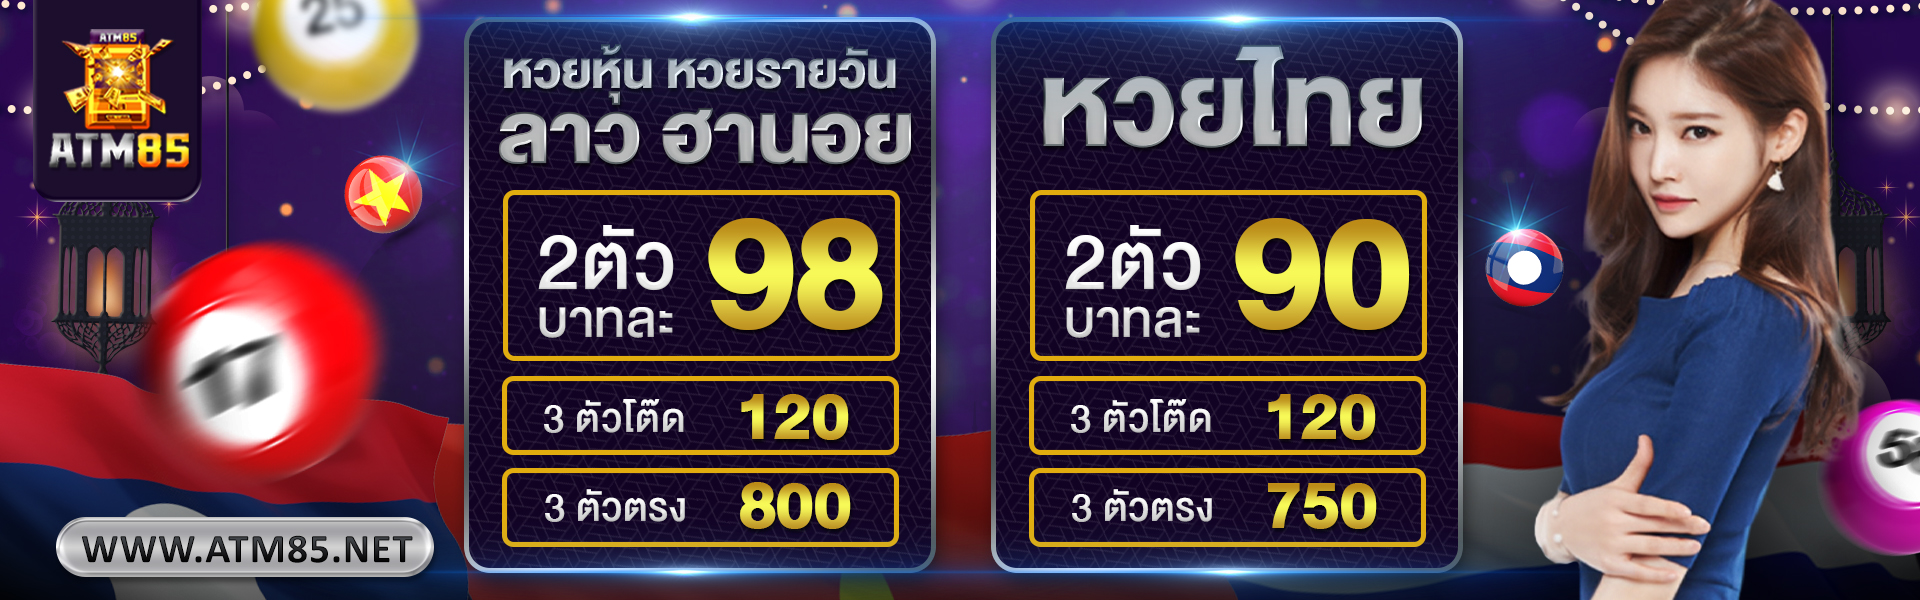 ATM85
ATM85
25
หวยหุ้น หวยรายวัน
ลาว ฮานอย
2ตัว
บาทละ
98
3 ตัวโต๊ด 120
3 ตัวตรง 800
หวยไทย
2ตัว
บาทละ
90
3 ตัวโต๊ด 120
3 ตัวตรง 750
WWW.ATM85.NET